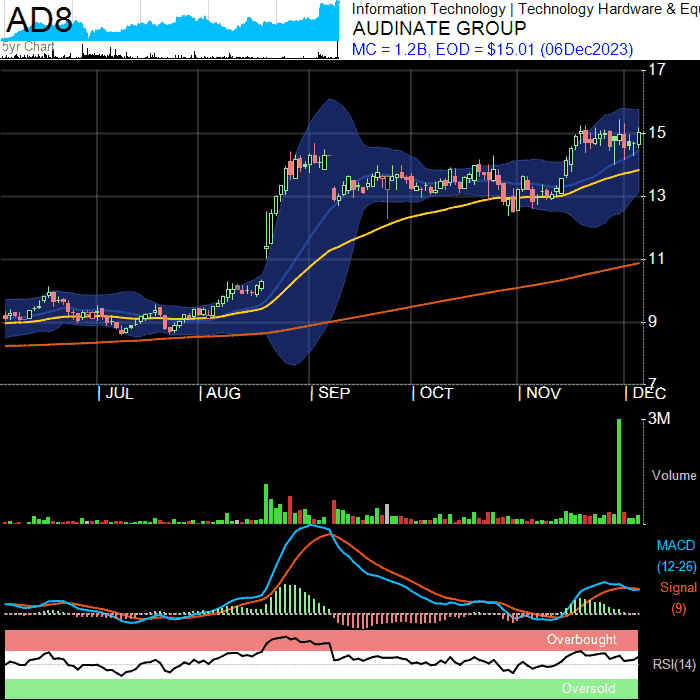 AD8
5yr Chart
Information Technology | Technology Hardware & Equ
AUDINATE GROUP
MC = 1.2B, EOD = $15.01 (06Dec2023)
17
15
13
11
9
7
| JUL | AUG | SEP | OCT | NOV | DEC
3M
Volume
MACD
(12-26)
Signal
(9)
Overbought
RSI(14)
Oversold